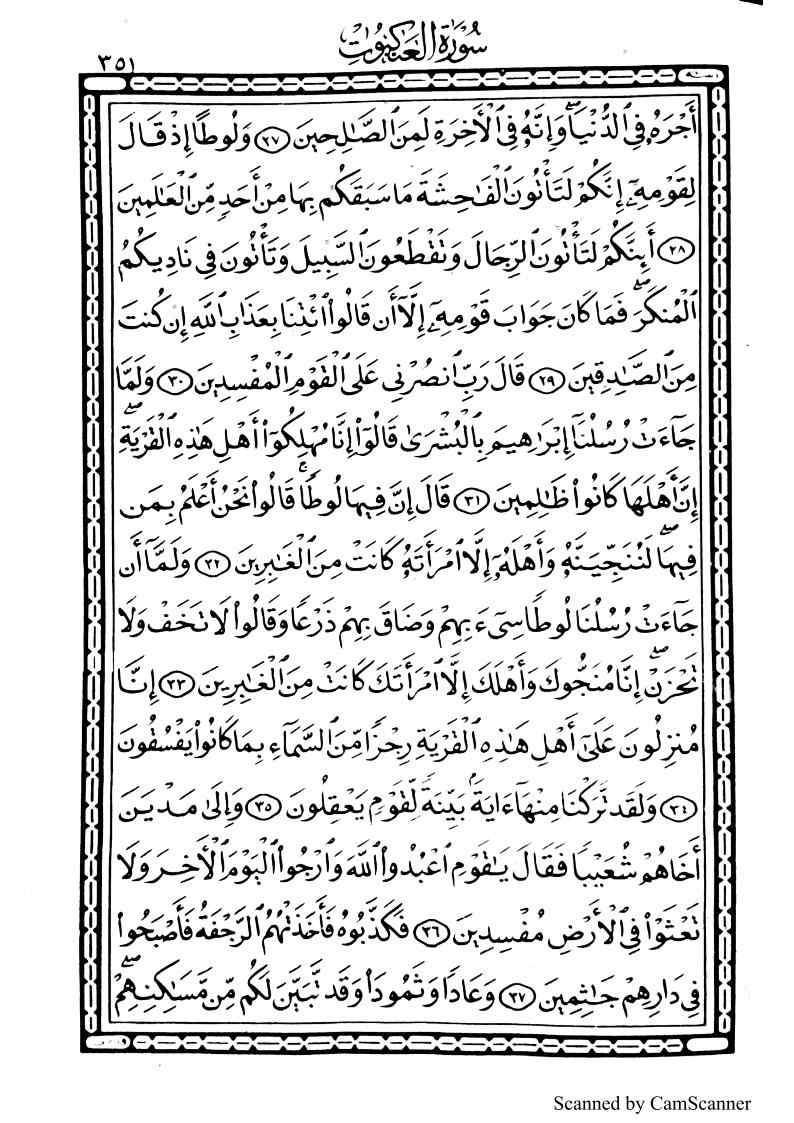 سُورَةُ العَنكَبُوت
٣٥١
أَجْرَهُۥ فِى ٱلدُّنْيَا ۖ وَإِنَّهُۥ فِى ٱلْأَخِرَةِ لَمِنَ ٱلصَّـٰلِحِينَ ٢٧ وَلُوطًا إِذْ قَالَ
لِقَوْمِهِۦٓ إِنَّكُمْ لَتَأْتُونَ ٱلْفَـٰحِشَةَ مَا سَبَقَكُم بِهَا مِنْ أَحَدٍ مِّنَ ٱلْعَـٰلَمِينَ
٢٨ أَىِٕنَّكُمْ لَتَأْتُونَ ٱلرِّجَالَ وَتَقْطَعُونَ ٱلسَّبِيلَ وَتَأْتُونَ فِى نَادِيكُمُ
ٱلْمُنكَرَ ۖ فَمَا كَانَ جَوَابَ قَوْمِهِۦٓ إِلَّآ أَن قَالُوا۟ ٱئْتِنَا بِعَذَابِ ٱللَّهِ إِن كُنتَ
مِنَ ٱلصَّـٰدِقِينَ ٢٩ قَالَ رَبِّ ٱنصُرْنِى عَلَى ٱلْقَوْمِ ٱلْمُفْسِدِينَ ٣٠ وَلَمَّا
جَآءَتْ رُسُلُنَآ إِبْرَٰهِيمَ بِٱلْبُشْرَىٰ قَالُوٓا۟ إِنَّا مُهْلِكُوٓا۟ أَهْلِ هَـٰذِهِ ٱلْقَرْيَةِ ۖ
إِنَّ أَهْلَهَا كَانُوا۟ ظَـٰلِمِينَ ٣١ قَالَ إِنَّ فِيهَا لُوطًا ۚ قَالُوا۟ نَحْنُ أَعْلَمُ بِمَن
فِيهَا ۖ لَنُنَجِّيَنَّهُۥ وَأَهْلَهُۥٓ إِلَّا ٱمْرَأَتَهُۥ كَانَتْ مِنَ ٱلْغَـٰبِرِينَ ٣٢ وَلَمَّآ أَن
جَآءَتْ رُسُلُنَا لُوطًا سِىٓءَ بِهِمْ وَضَاقَ بِهِمْ ذَرْعًا وَقَالُوا۟ لَا تَخَفْ وَلَا
تَحْزَنْ ۖ إِنَّا مُنَجُّوكَ وَأَهْلَكَ إِلَّا ٱمْرَأَتَكَ كَانَتْ مِنَ ٱلْغَـٰبِرِينَ ٣٣ إِنَّا
مُنزِلُونَ عَلَىٰٓ أَهْلِ هَـٰذِهِ ٱلْقَرْيَةِ رِجْزًا مِّنَ ٱلسَّمَآءِ بِمَا كَانُوا۟ يَفْسُقُونَ
٣٤ وَلَقَد تَّرَكْنَا مِنْهَآ ءَايَةًۢ بَيِّنَةً لِّقَوْمٍ يَعْقِلُونَ ٣٥ وَإِلَىٰ مَدْيَنَ
أَخَاهُمْ شُعَيْبًا فَقَالَ يَـٰقَوْمِ ٱعْبُدُوا۟ ٱللَّهَ وَٱرْجُوا۟ ٱلْيَوْمَ ٱلْأَخِرَ وَلَا
تَعْثَوْا۟ فِى ٱلْأَرْضِ مُفْسِدِينَ ٣٦ فَكَذَّبُوهُ فَأَخَذَتْهُمُ ٱلرَّجْفَةُ فَأَصْبَحُوا۟
فِى دَارِهِمْ جَـٰثِمِينَ ٣٧ وَعَادًا وَثَمُودَا۟ وَقَد تَّبَيَّنَ لَكُم مِّن مَّسَـٰكِنِهِمْ ۖ
Scanned by CamScanner